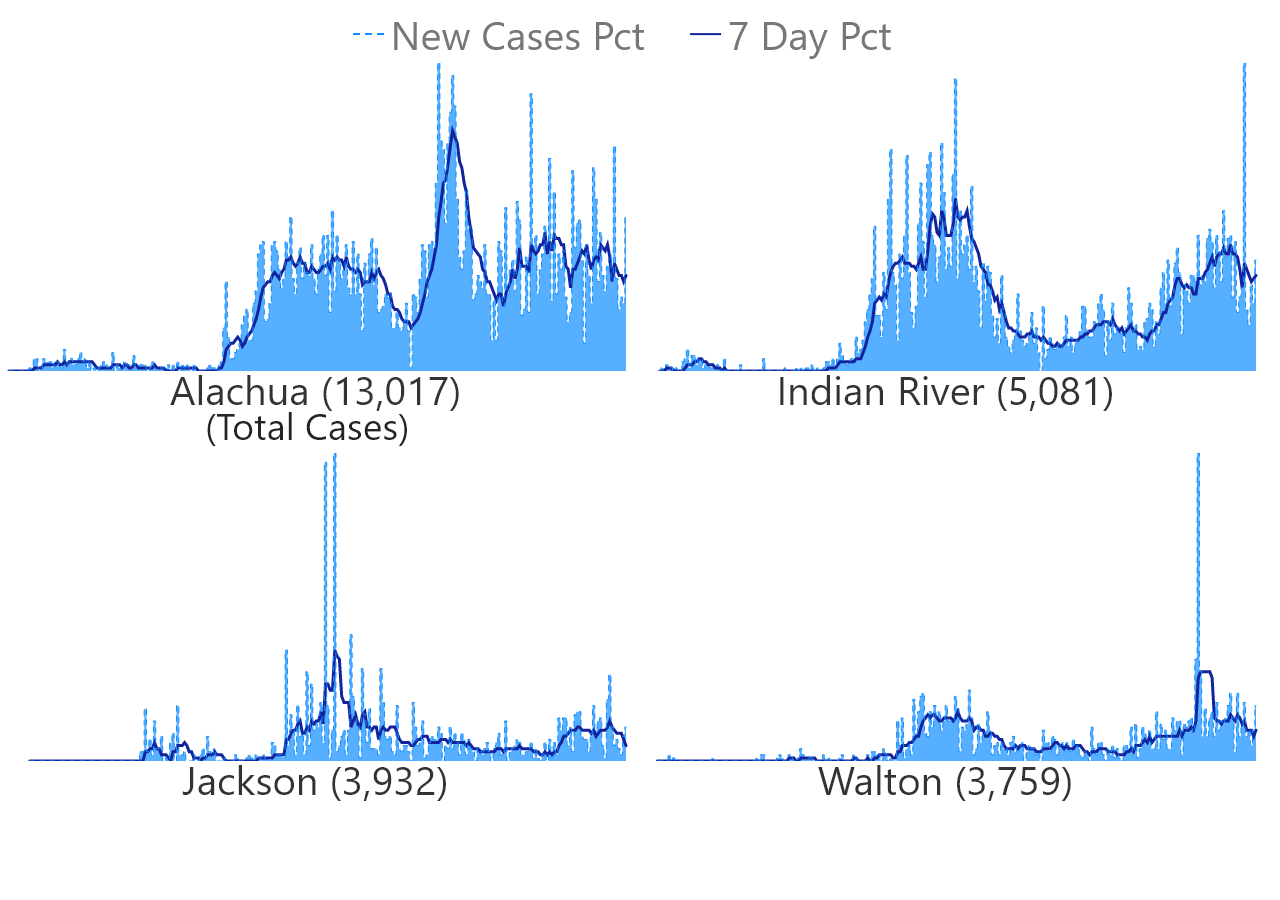 New Cases Pct 7 Day Pct
Alachua (13,017)
(Total Cases)
Indian River (5,081)
Jackson (3,932)
Walton (3,759)